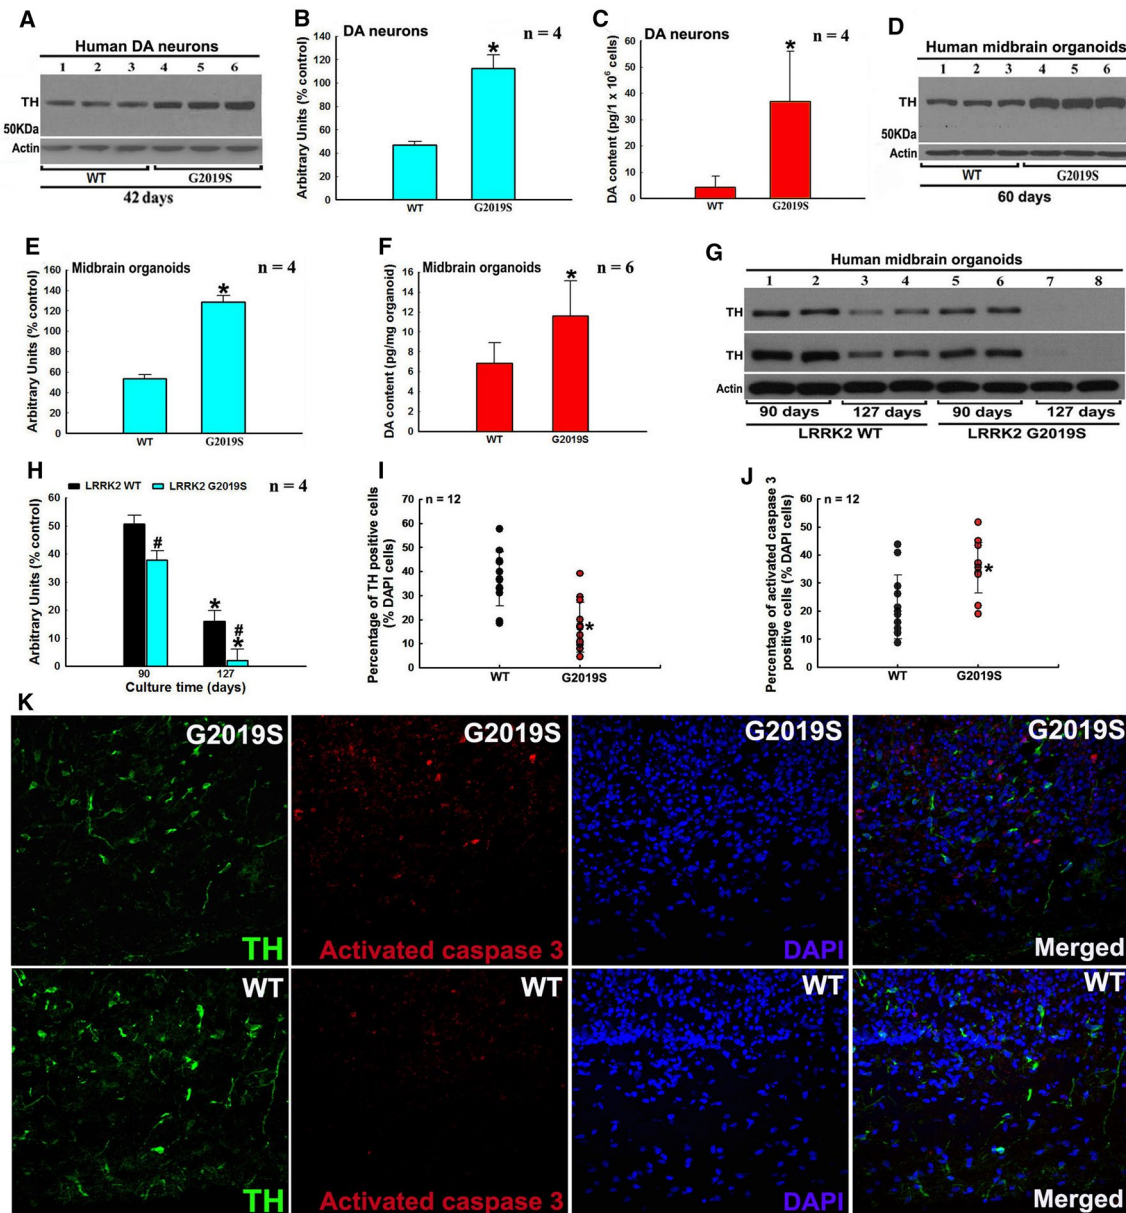 A
Human DA neurons
1 2 3 4 5 6
TH
50KDa
Actin
WT G2019S
42 days
B
DA neurons
n = 4
*
Arbitrary Units (% control)
140
120
100
80
60
40
20
0
WT G2019S
C
DA neurons
n = 4
*
DA content (pg/1 x 10⁶ cells)
60
50
40
30
20
10
0
WT G2019S
D
Human midbrain organoids
1 2 3 4 5 6
TH
50KDa
Actin
WT G2019S
60 days
E
Midbrain organoids
n = 4
*
Arbitrary Units (% control)
160
140
120
100
80
60
40
20
0
WT G2019S
F
Midbrain organoids
n = 6
*
DA content (pg/mg organoid)
16
14
12
10
8
6
4
2
0
WT G2019S
G
Human midbrain organoids
1 2 3 4 5 6 7 8
TH
TH
Actin
90 days 127 days 90 days 127 days
LRRK2 WT LRRK2 G2019S
H
LRRK2 WT LRRK2 G2019S
n = 4
Arbitrary Units (% control)
60
50
40
30
20
10
0
#
*
#
*
90 127
Culture time (days)
I
n = 12
Percentage of TH positive cells
(% DAPI cells)
70
60
50
40
30
20
10
0
*
WT G2019S
J
n = 12
Percentage of activated caspase 3
positive cells (% DAPI cells)
60
50
40
30
20
10
0
*
WT G2019S
K
G2019S G2019S G2019S G2019S
TH Activated caspase 3 DAPI Merged
WT WT WT WT
TH Activated caspase 3 DAPI Merged